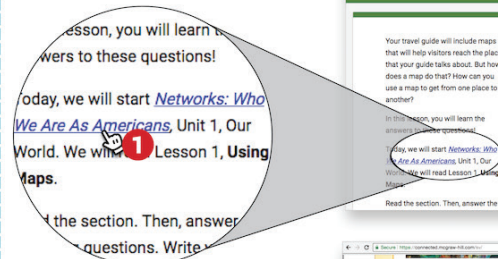 esson, you will learn
wers to these questions!
oday, we will start Networks: Who
We Are As Americans, Unit 1, Our
World. We will Lesson 1, Using
Maps.
the section. Then, answer
questions. Write
1
Your travel guide will include maps
that will help visitors reach the plac
that your guide talks about. But how
does a map do that? How can you
use a map to get from one place to
another?
In this lesson, you will learn the
answers to these questions!
Today, we will start Networks: Who
We Are As Americans, Unit 1, Our
World. We will read Lesson 1, Using
Maps.
Read the section. Then, answer the
Secure https://connected.mcgraw-hill.com